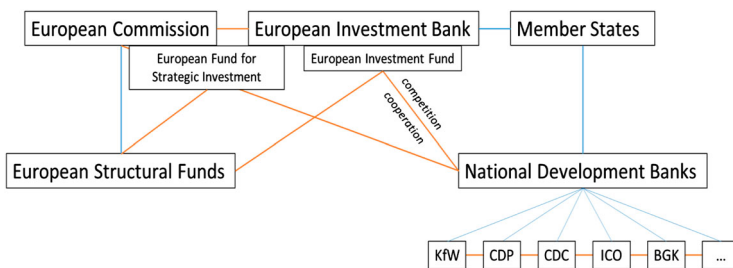 European Commission
European Investment Bank
Member States
European Fund for
Strategic Investment
European Investment Fund
competition
cooperation
European Structural Funds
National Development Banks
KfW
CDP
CDC
ICO
BGK
...